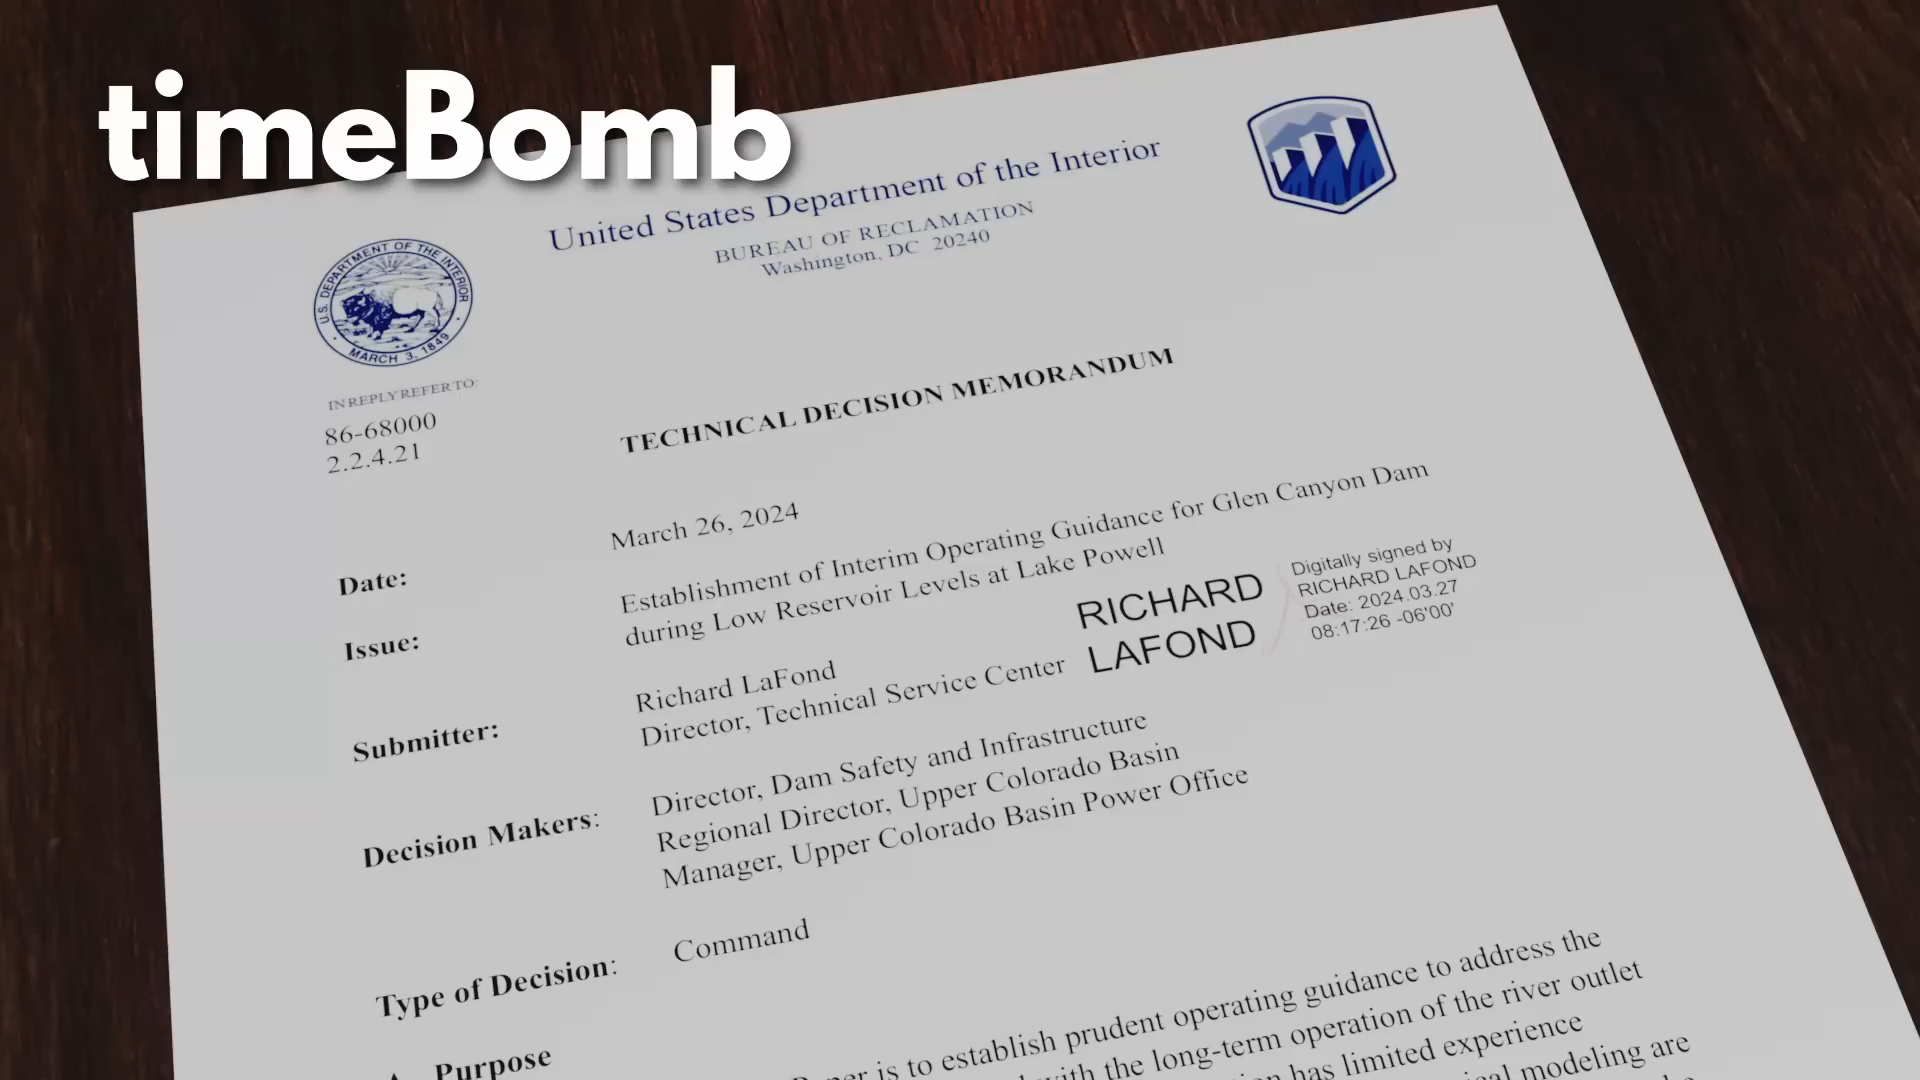 timeBomb
United States Department of the Interior
BUREAU OF RECLAMATION
Washington, DC 20240
U.S. DEPARTMENT OF THE INTERIOR
MARCH 3, 1849
IN REPLY REFER TO:
86-68000
2.2.4.21
TECHNICAL DECISION MEMORANDUM
Date:
March 26, 2024
Issue:
Establishment of Interim Operating Guidance for Glen Canyon Dam
during Low Reservoir Levels at Lake Powell
Submitter:
Richard LaFond
Director, Technical Service Center
RICHARD
LAFOND
Digitally signed by
RICHARD LAFOND
Date: 2024.03.27
08:17:26 -06'00'
Decision Makers:
Director, Dam Safety and Infrastructure
Regional Director, Upper Colorado Basin
Manager, Upper Colorado Basin Power Office
Type of Decision:
Command
Purpose
is to establish prudent operating guidance to address the
with the long-term operation of the river outlet
has limited experience
modeling are